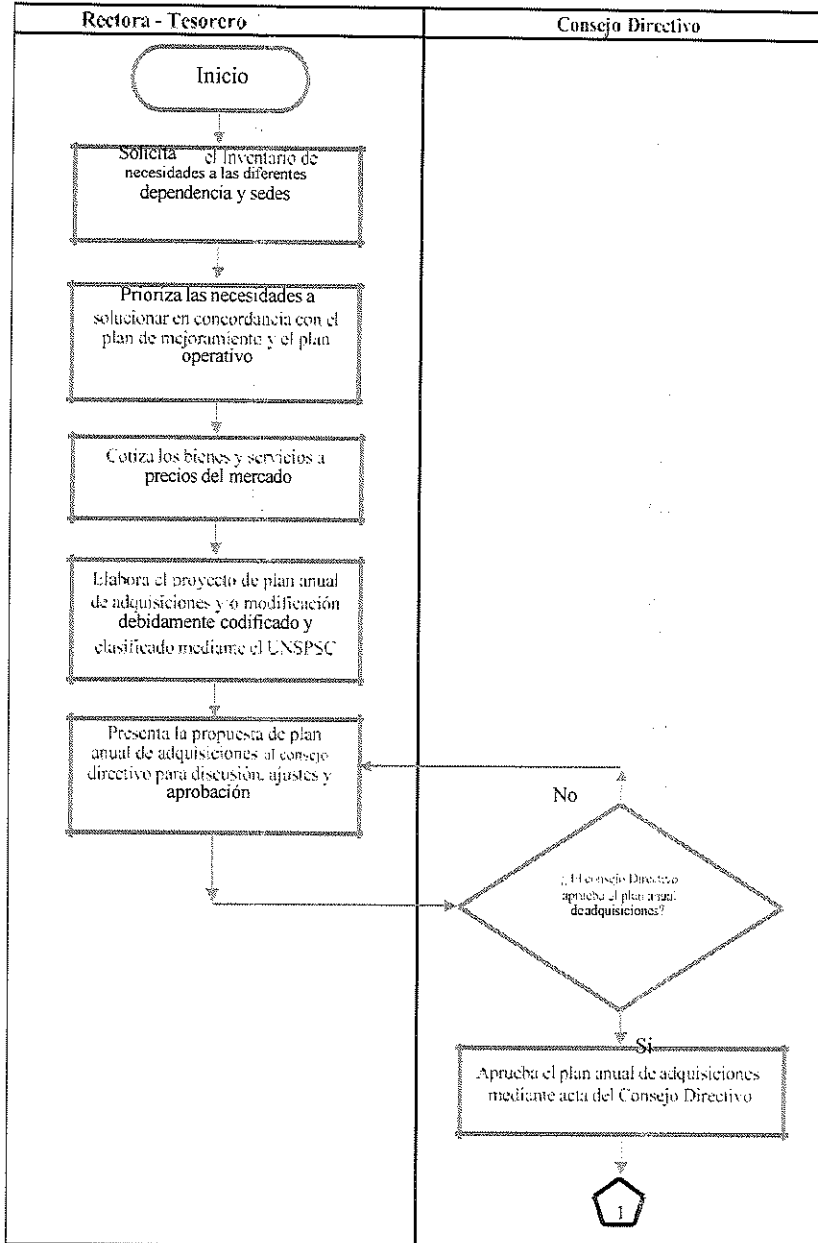 Rectora - Tesorero
Consejo Directivo
Inicio
Solicita el Inventario de
necesidades a las diferentes
dependencia y sedes
Prioriza las necesidades a
solucionar en concordancia con el
plan de mejoramiento y el plan
operativo
Cotiza los bienes y servicios a
precios del mercado
Elabora el proyecto de plan anual
de adquisiciones y o modificación
debidamente codificado y
clasificado mediante el UNSPSC
Presenta la propuesta de plan
anual de adquisiciones al consejo
directivo para discusión, ajustes y
aprobación
No
¿El consejo Directivo
aprueba el plan anual
deadquisiciones?
Si
Aprueba el plan anual de adquisiciones
mediante acta del Consejo Directivo
1